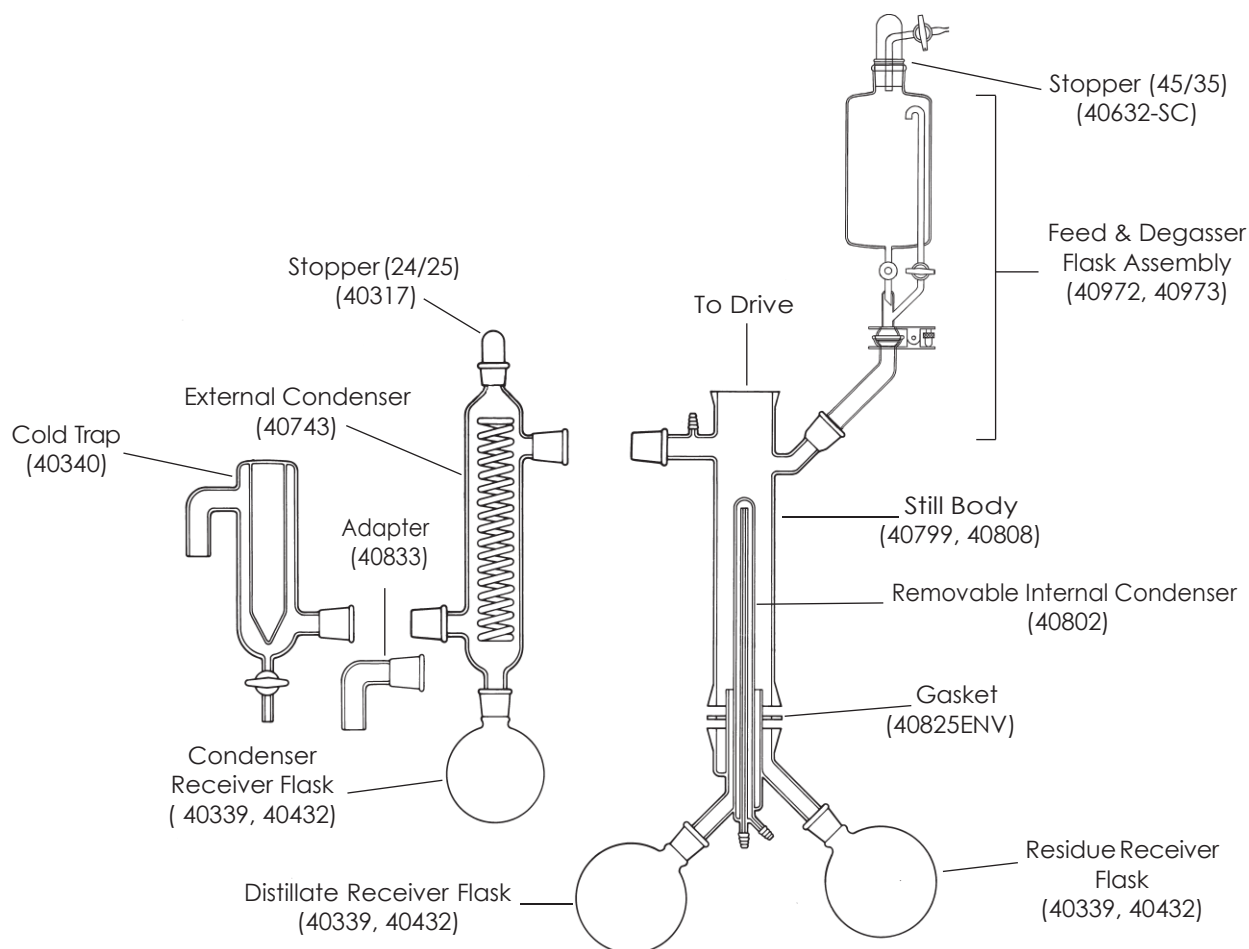 Stopper (45/35)
(40632-SC)
Feed & Degasser
Flask Assembly
(40972, 40973)
Stopper (24/25)
(40317)
To Drive
External Condenser
(40743)
Cold Trap
(40340)
Adapter
(40833)
Still Body
(40799, 40808)
Removable Internal Condenser
(40802)
Gasket
(40825ENV)
Condenser
Receiver Flask
( 40339, 40432)
Distillate Receiver Flask
(40339, 40432)
Residue Receiver
Flask
(40339, 40432)